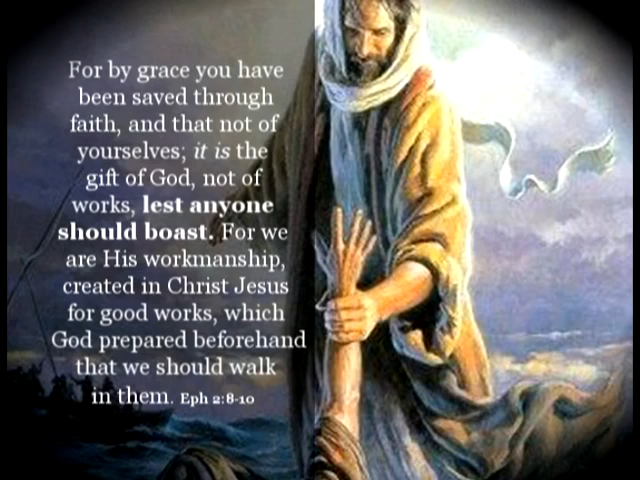 For by grace you have
been saved through
faith, and that not of
yourselves; it is the
gift of God, not of
works, lest anyone
should boast. For we
are His workmanship,
created in Christ Jesus
for good works, which
God prepared beforehand
that we should walk
in them. Eph 2:8-10